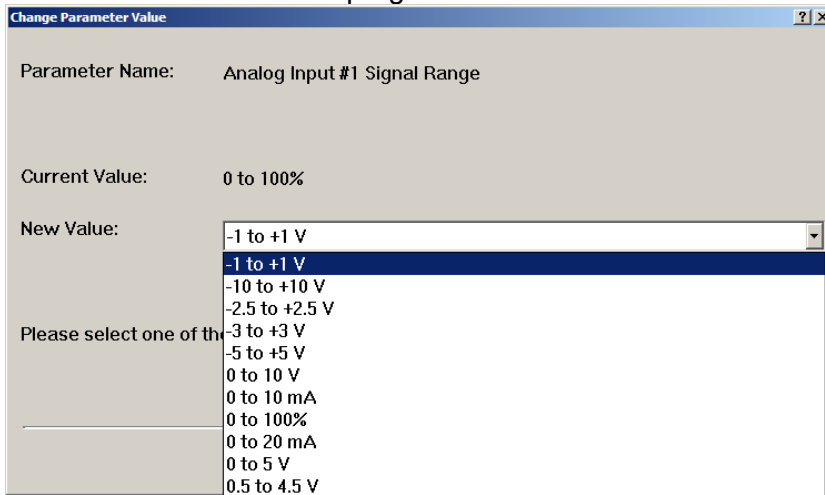 Change Parameter Value
Parameter Name: Analog Input #1 Signal Range
Current Value: 0 to 100%
New Value: -1 to +1 V
-1 to +1 V
-10 to +10 V
-2.5 to +2.5 V
Please select one of th
-3 to +3 V
-5 to +5 V
0 to 10 V
0 to 10 mA
0 to 100%
0 to 20 mA
0 to 5 V
0.5 to 4.5 V